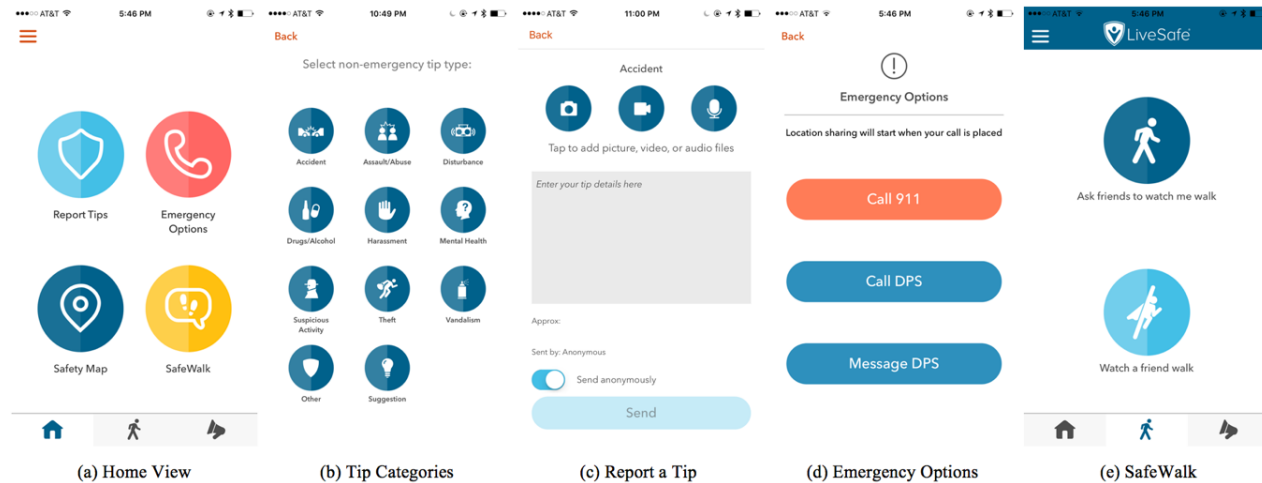 AT&T 5:46 PM
Report Tips
Emergency
Options
Safety Map
SafeWalk
(a) Home View
AT&T 10:49 PM
Back
Select non-emergency tip type:
Accident
Assault/Abuse
Disturbance
Drugs/Alcohol
Harassment
Mental Health
Suspicious
Activity
Theft
Vandalism
Other
Suggestion
(b) Tip Categories
AT&T 11:00 PM
Back
Accident
Tap to add picture, video, or audio files
Enter your tip details here
Approx:
Sent by: Anonymous
Send anonymously
Send
(c) Report a Tip
AT&T 5:46 PM
Back
Emergency Options
Location sharing will start when your call is placed
Call 911
Call DPS
Message DPS
(d) Emergency Options
AT&T 5:46 PM
LiveSafe
Ask friends to watch me walk
Watch a friend walk
(e) SafeWalk